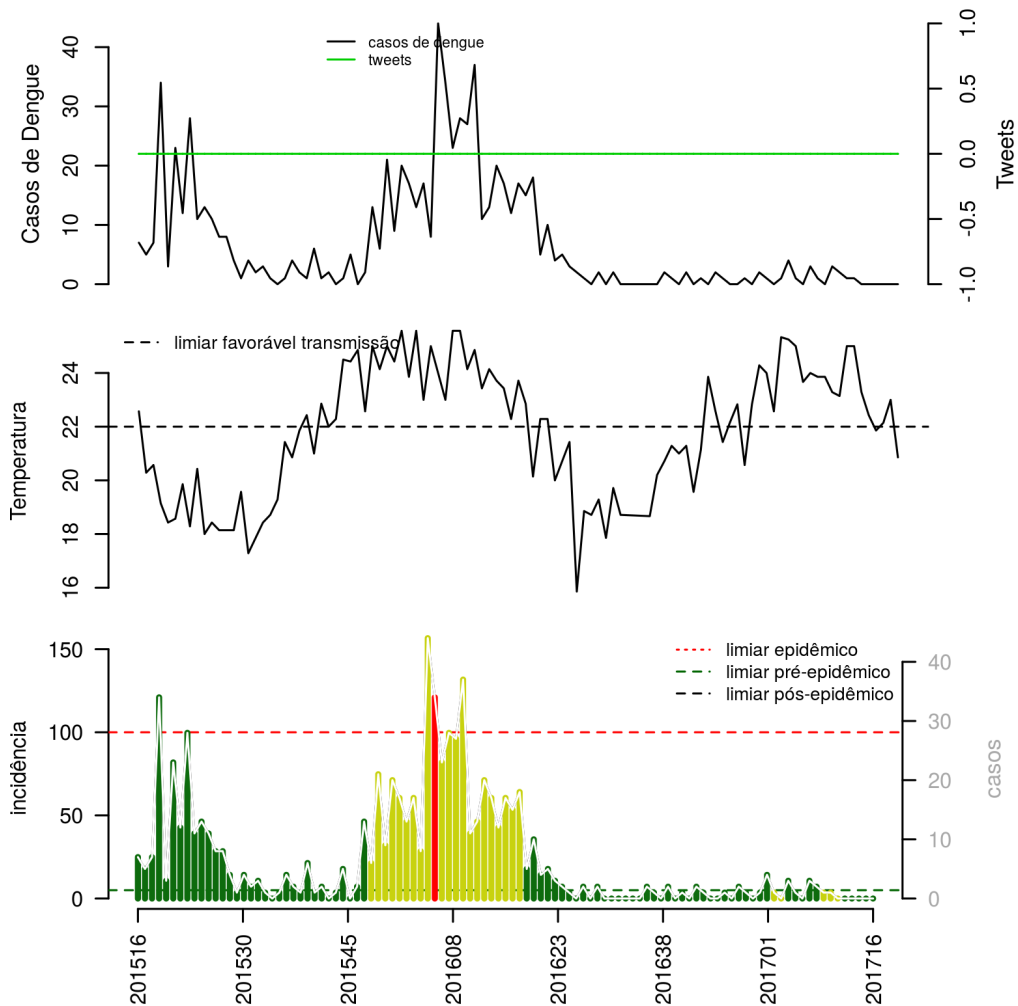 casos de dengue
tweets
Casos de Dengue
0
10
20
30
40
Tweets
-1.0
-0.5
0.0
0.5
1.0
limiar favorável transmissão
Temperatura
16
18
20
22
24
limiar epidêmico
limiar pré-epidêmico
limiar pós-epidêmico
incidência
0
50
100
150
casos
0
10
20
30
40
201516
201530
201545
201608
201623
201638
201701
201716